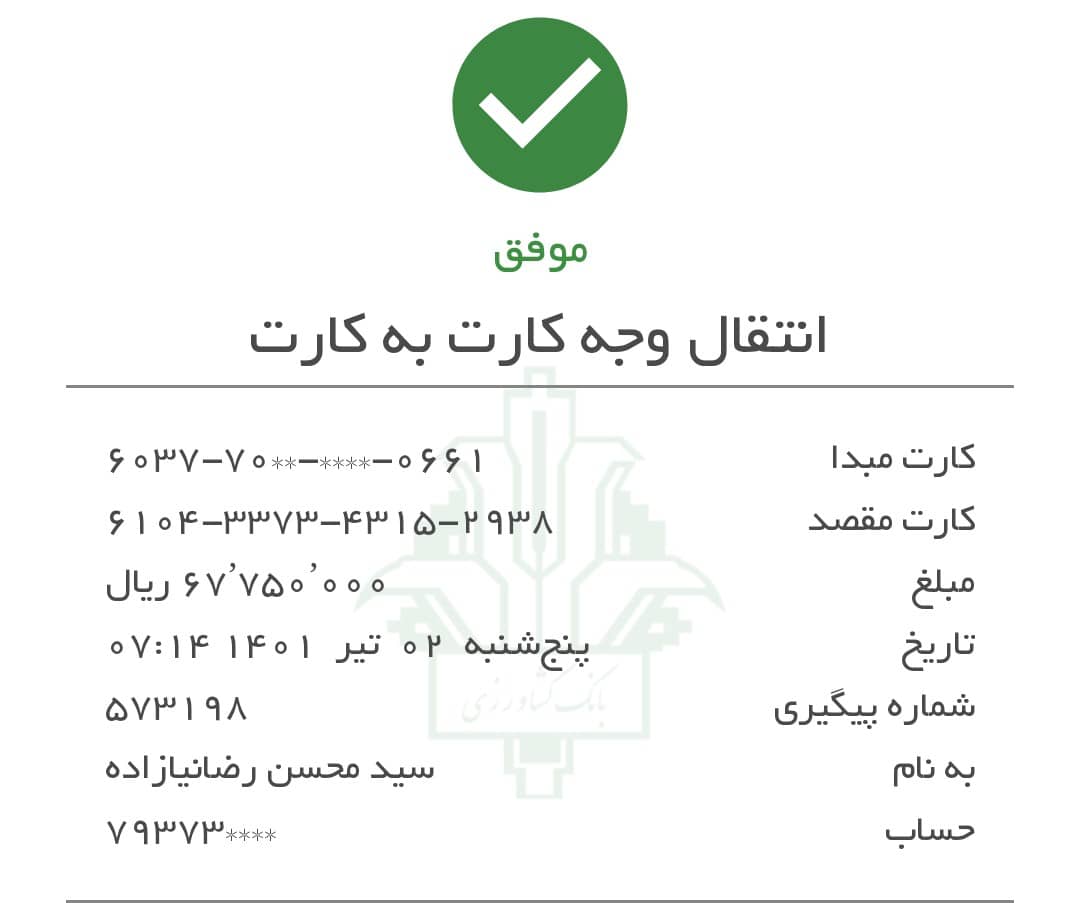 موفق
انتقال وجه کارت به کارت
کارت مبدا ۶۰۳۷-۷۰**-****-۰۶۶۱
کارت مقصد ۶۱۰۴-۳۳۷۳-۴۳۱۵-۲۹۳۸
مبلغ ۶۷٬۷۵۰٬۰۰۰ ریال
تاریخ پنج‌شنبه ۰۲ تیر ۱۴۰۱ ۰۷:۱۴
شماره پیگیری ۵۷۳۱۹۸
به نام سید محسن رضانیازاده
حساب ۷۹۳۷۳****
بانک کشاورزی